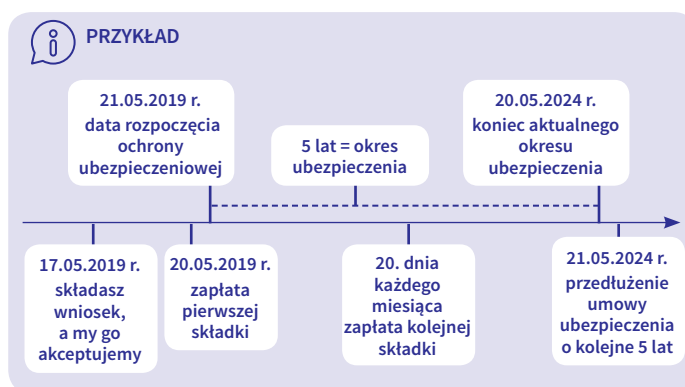 PRZYKŁAD
21.05.2019 r.
data rozpoczęcia
ochrony
ubezpieczeniowej
5 lat = okres
ubezpieczenia
20.05.2024 r.
koniec aktualnego
okresu
ubezpieczenia
17.05.2019 r.
składasz
wniosek,
a my go
akceptujemy
20.05.2019 r.
zapłata
pierwszej
składki
20. dnia
każdego
miesiąca
zapłata kolejnej
składki
21.05.2024 r.
przedłużenie
umowy
ubezpieczenia
o kolejne 5 lat